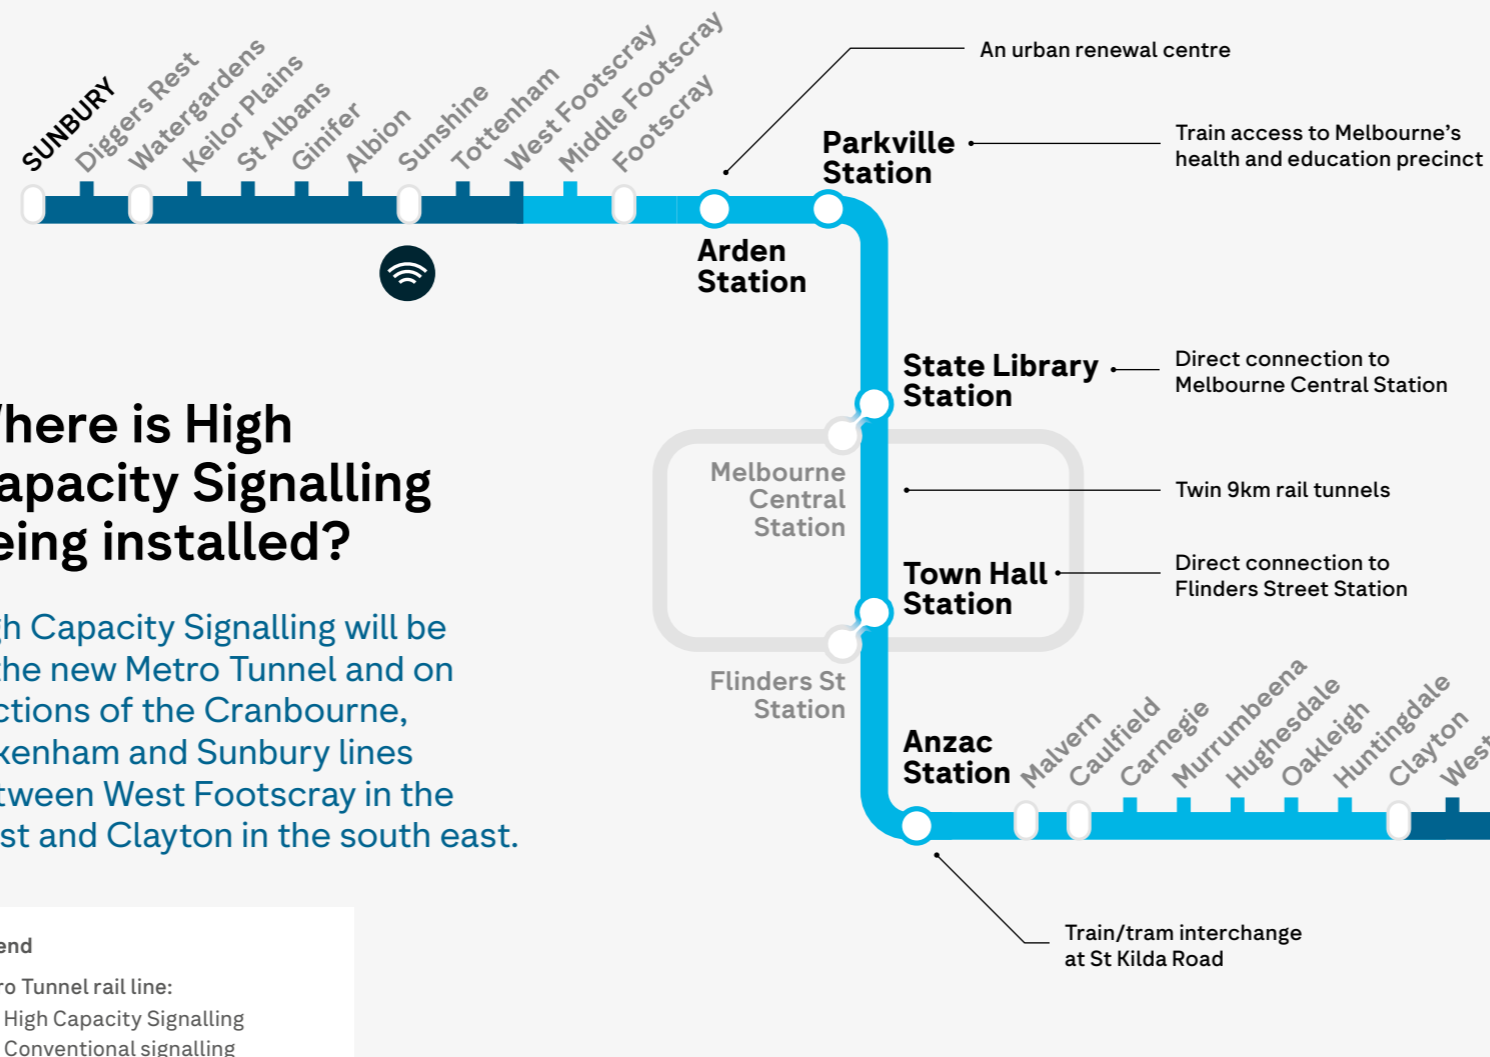 SUNBURY
Diggers Rest
Watergardens
Keilor Plains
St Albans
Ginifer
Albion
Sunshine
Tottenham
West Footscray
Middle Footscray
Footscray
An urban renewal centre
Parkville
Station
Train access to Melbourne’s
health and education precinct
Arden
Station
State Library
Station
Direct connection to
Melbourne Central Station
here is High
apacity Signalling
eing installed?
Melbourne
Central
Station
Twin 9km rail tunnels
Town Hall
Station
Direct connection to
Flinders Street Station
gh Capacity Signalling will be
the new Metro Tunnel and on
ctions of the Cranbourne,
kenham and Sunbury lines
tween West Footscray in the
st and Clayton in the south east.
Flinders St
Station
Anzac
Station
Malvern
Caulfield
Carnegie
Murrumbeena
Hughesdale
Oakleigh
Huntingdale
Clayton
West
Train/tram interchange
at St Kilda Road
end
ro Tunnel rail line:
High Capacity Signalling
Conventional signalling